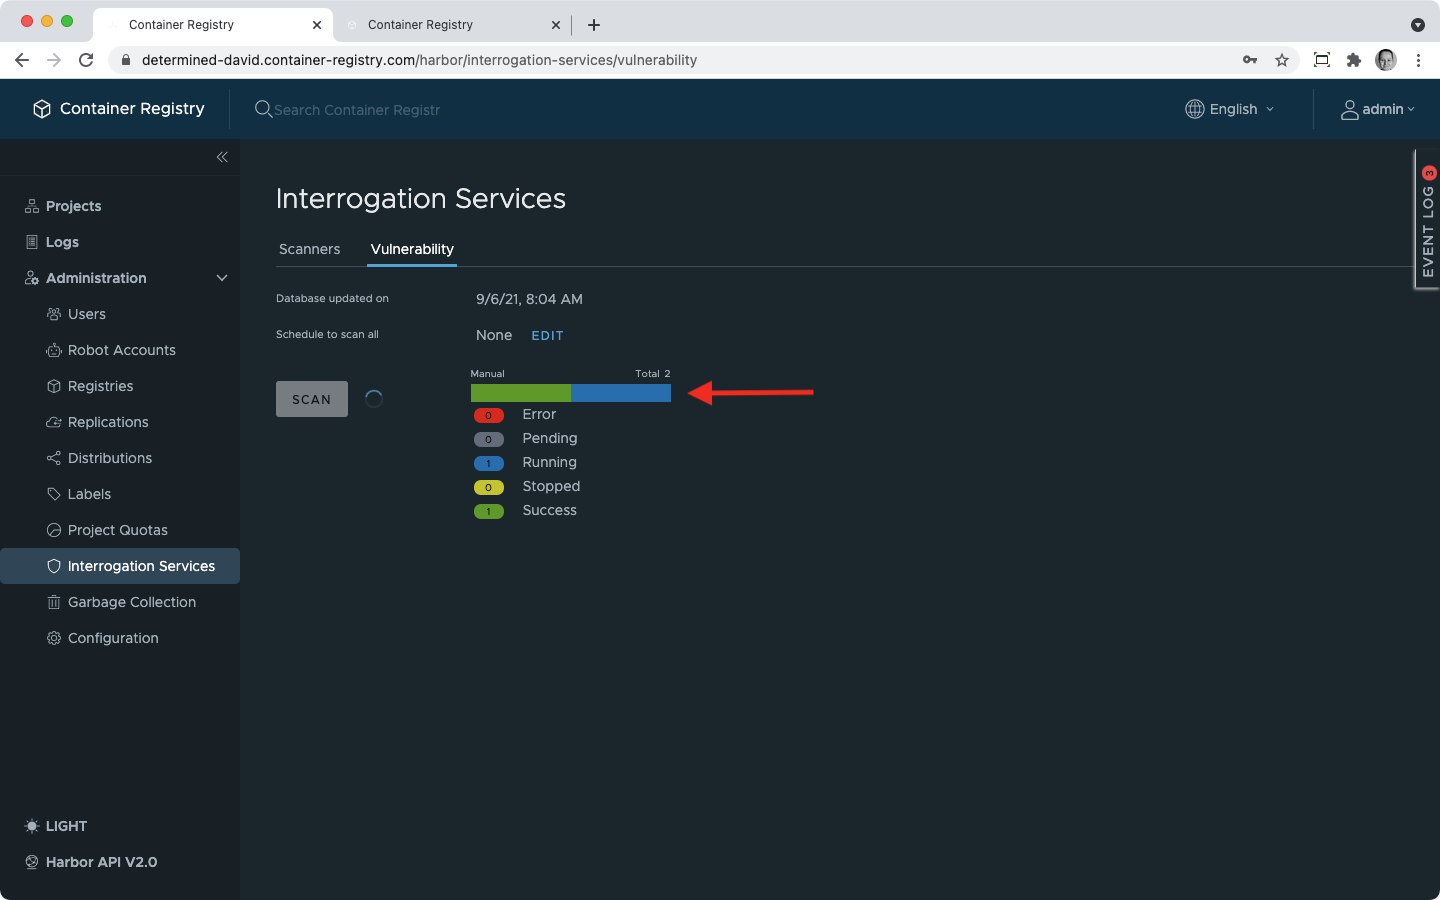 Container Registry
Container Registry
determined-david.container-registry.com/harbor/interrogation-services/vulnerability
Container Registry
Search Container Registr
English
admin
EVENT LOG 3
Projects
Logs
Administration
Users
Robot Accounts
Registries
Replications
Distributions
Labels
Project Quotas
Interrogation Services
Garbage Collection
Configuration
LIGHT
Harbor API V2.0
Interrogation Services
Scanners Vulnerability
Database updated on 9/6/21, 8:04 AM
Schedule to scan all None EDIT
Manual Total 2
SCAN
0 Error
0 Pending
1 Running
0 Stopped
1 Success